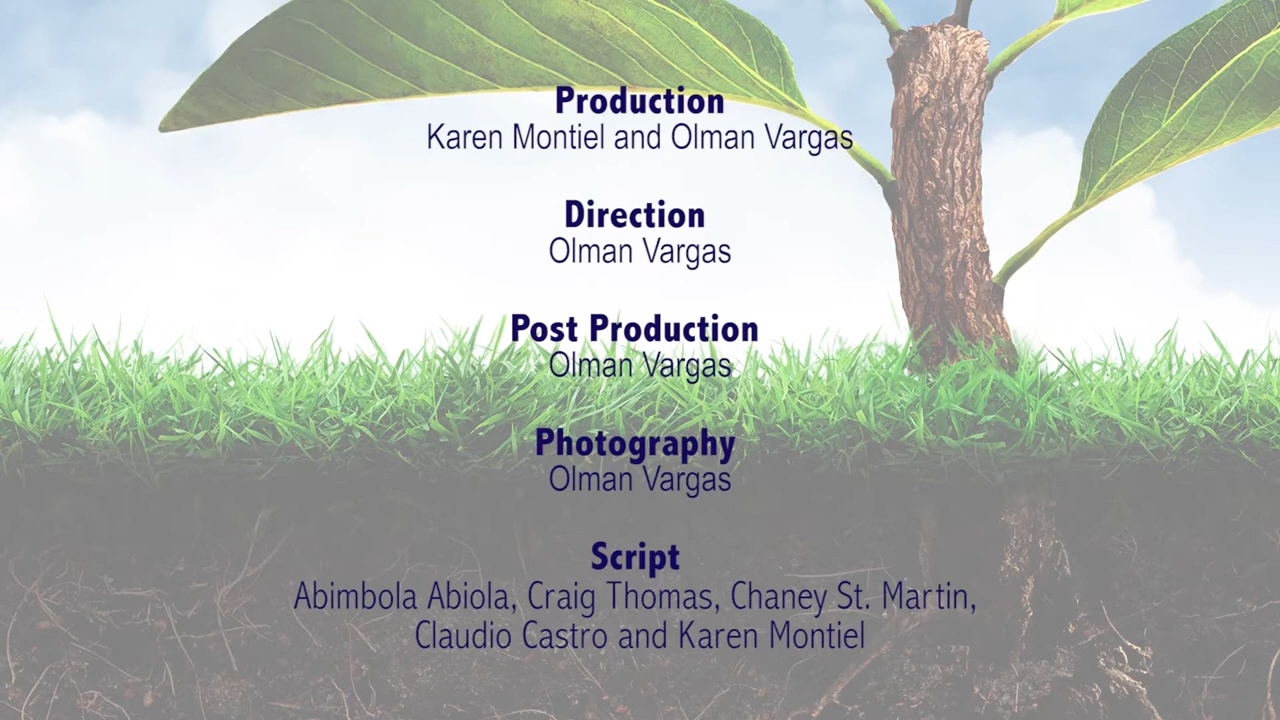 Production
Karen Montiel and Olman Vargas
Direction
Olman Vargas
Post Production
Olman Vargas
Photography
Olman Vargas
Script
Abimbola Abiola, Craig Thomas, Chaney St. Martin,
Claudio Castro and Karen Montiel